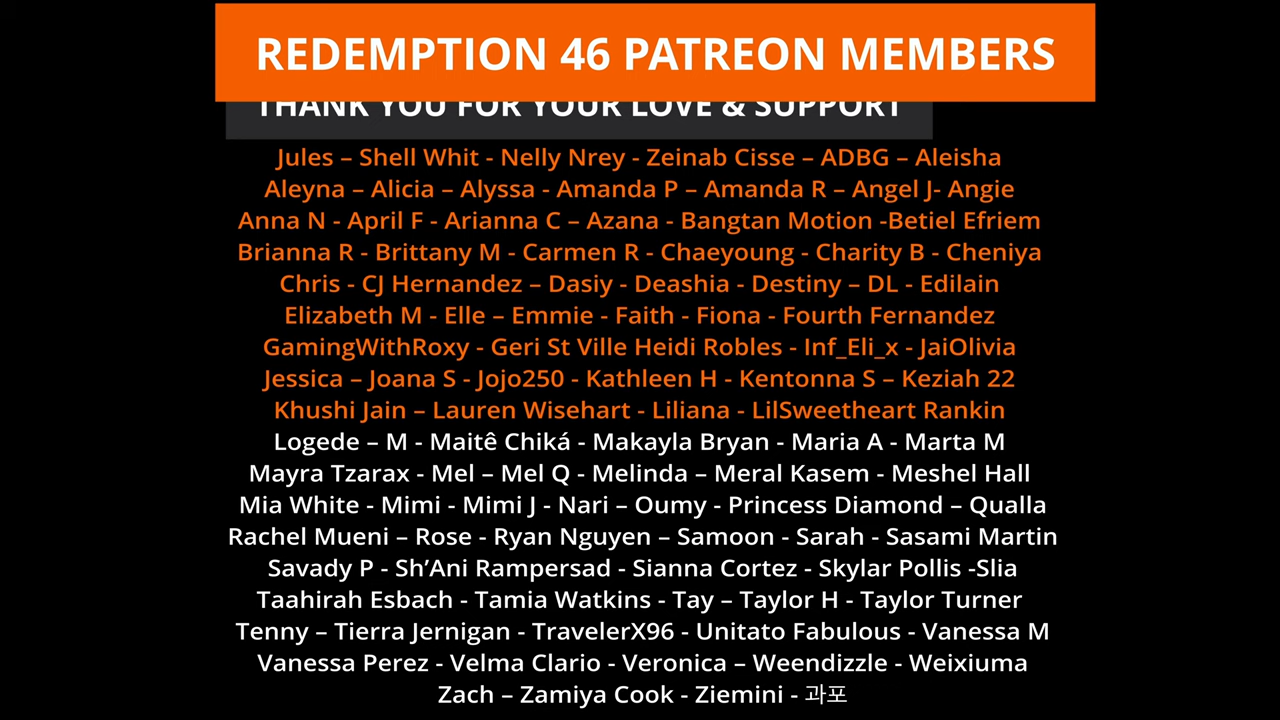 REDEMPTION 46 PATREON MEMBERS
THANK YOU FOR YOUR LOVE & SUPPORT
Jules – Shell Whit - Nelly Nrey - Zeinab Cisse – ADBG – Aleisha
Aleyna – Alicia – Alyssa - Amanda P – Amanda R – Angel J- Angie
Anna N - April F - Arianna C – Azana - Bangtan Motion -Betiel Efriem
Brianna R - Brittany M - Carmen R - Chaeyoung - Charity B - Cheniya
Chris - CJ Hernandez – Dasiy - Deashia - Destiny – DL - Edilain
Elizabeth M - Elle – Emmie - Faith - Fiona - Fourth Fernandez
GamingWithRoxy - Geri St Ville Heidi Robles - Inf_Eli_x - JaiOlivia
Jessica – Joana S - Jojo250 - Kathleen H - Kentonna S – Keziah 22
Khushi Jain – Lauren Wisehart - Liliana - LilSweetheart Rankin
Logede – M - Maitê Chiká - Makayla Bryan - Maria A - Marta M
Mayra Tzarax - Mel – Mel Q - Melinda – Meral Kasem - Meshel Hall
Mia White - Mimi - Mimi J - Nari – Oumy - Princess Diamond – Qualla
Rachel Mueni – Rose - Ryan Nguyen – Samoon - Sarah - Sasami Martin
Savady P - Sh’Ani Rampersad - Sianna Cortez - Skylar Pollis -Slia
Taahirah Esbach - Tamia Watkins - Tay – Taylor H - Taylor Turner
Tenny – Tierra Jernigan - TravelerX96 - Unitato Fabulous - Vanessa M
Vanessa Perez - Velma Clario - Veronica – Weendizzle - Weixiuma
Zach – Zamiya Cook - Ziemini - 과포